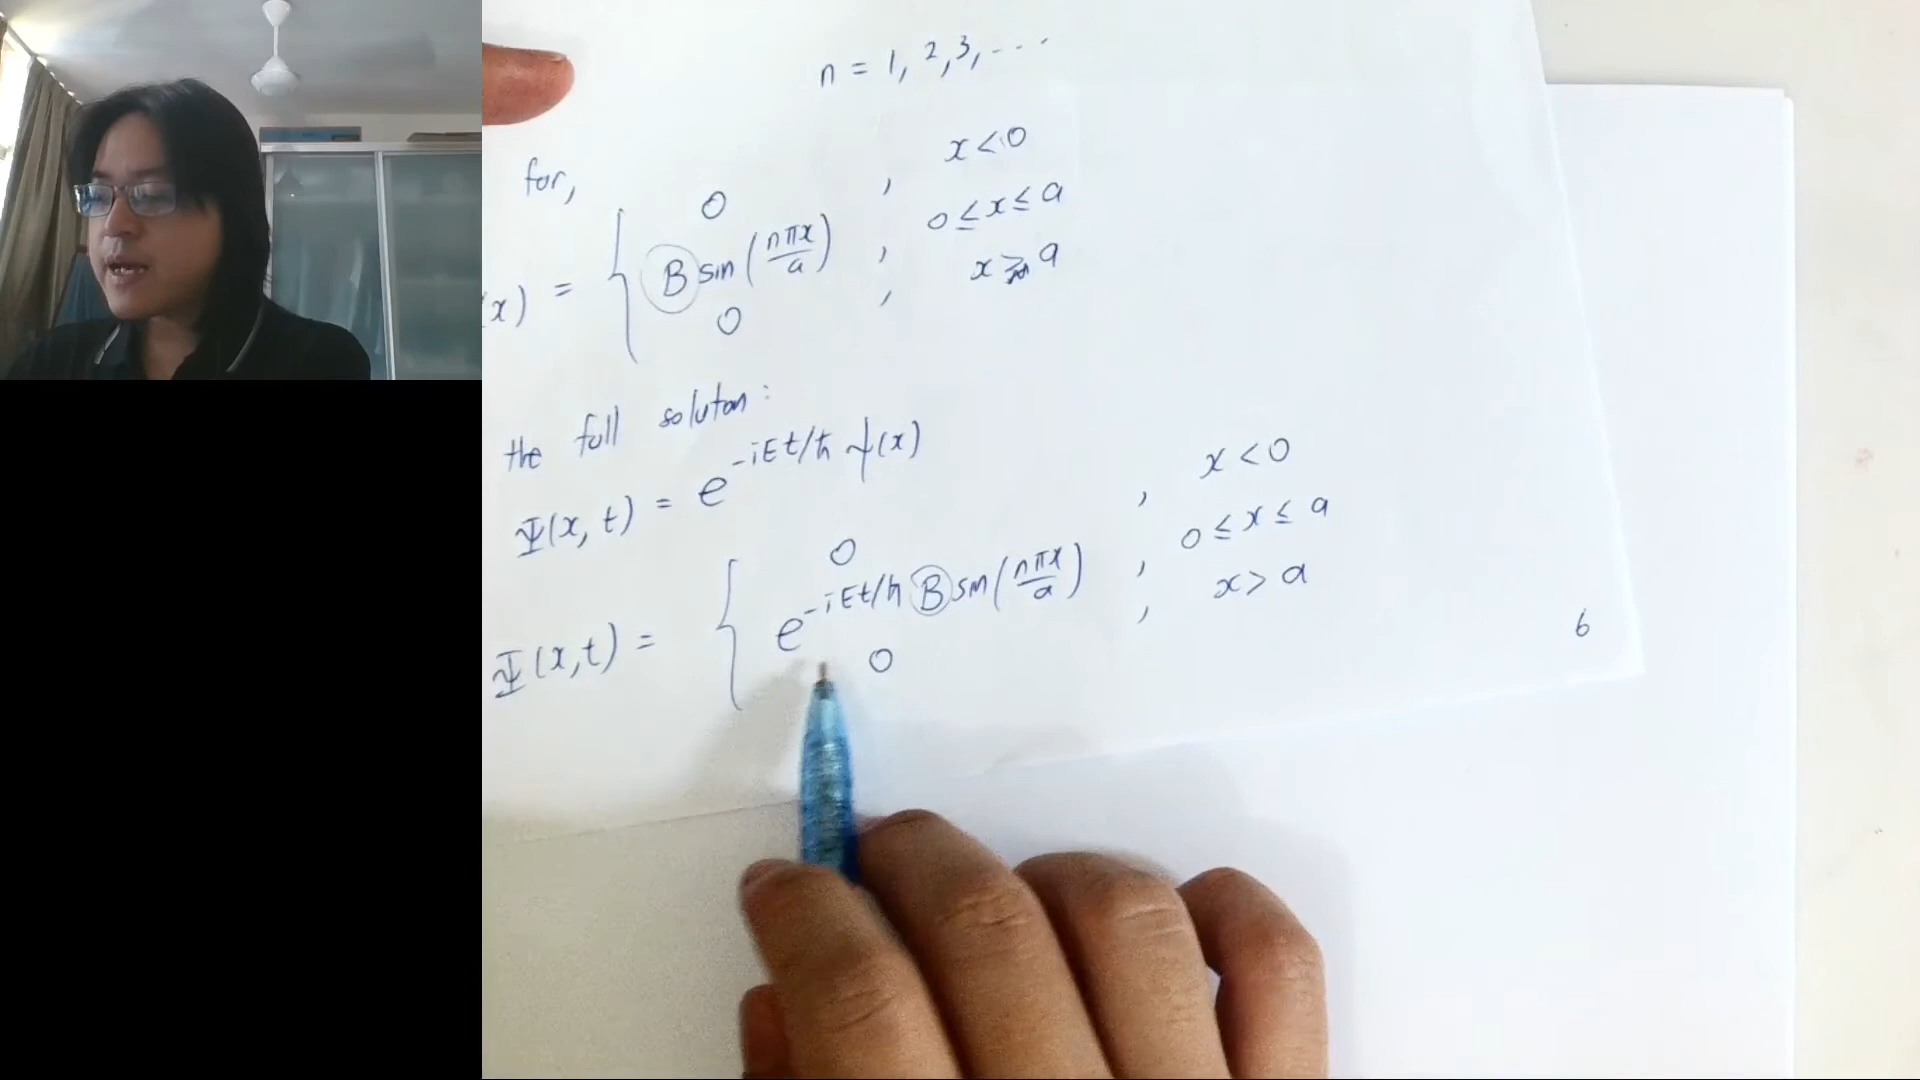 n = 1, 2, 3, ...
for,
0 , x < 0
(x) = { B sin(nπx/a) , 0 ≤ x ≤ a
0 , x a
the full soluton:
Ψ(x, t) = e^{-iEt/ħ} ψ(x)
0 , x < 0
Ψ(x,t) = { e^{-iEt/ħ} B sin(nπx/a) , 0 ≤ x ≤ a
0 , x > a
6